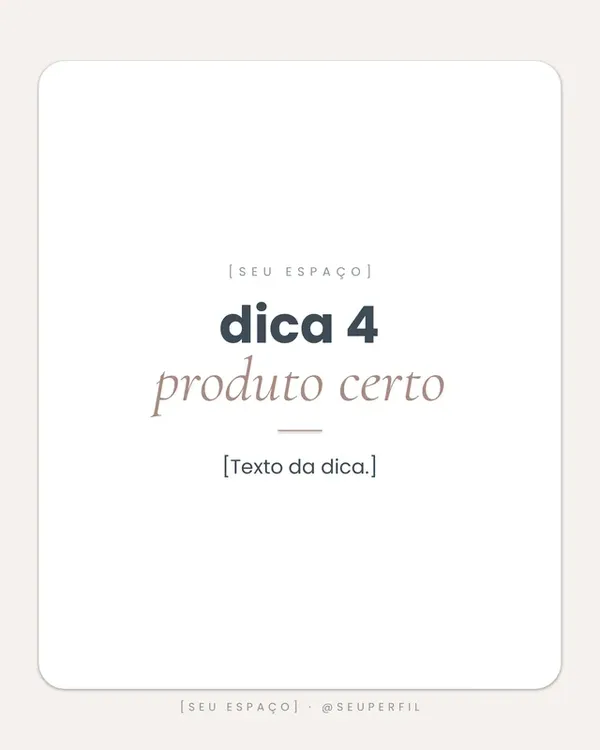 [SEU ESPAÇO]
dica 4
produto certo
[Texto da dica.]
[SEU ESPAÇO] · @SEUPERFIL